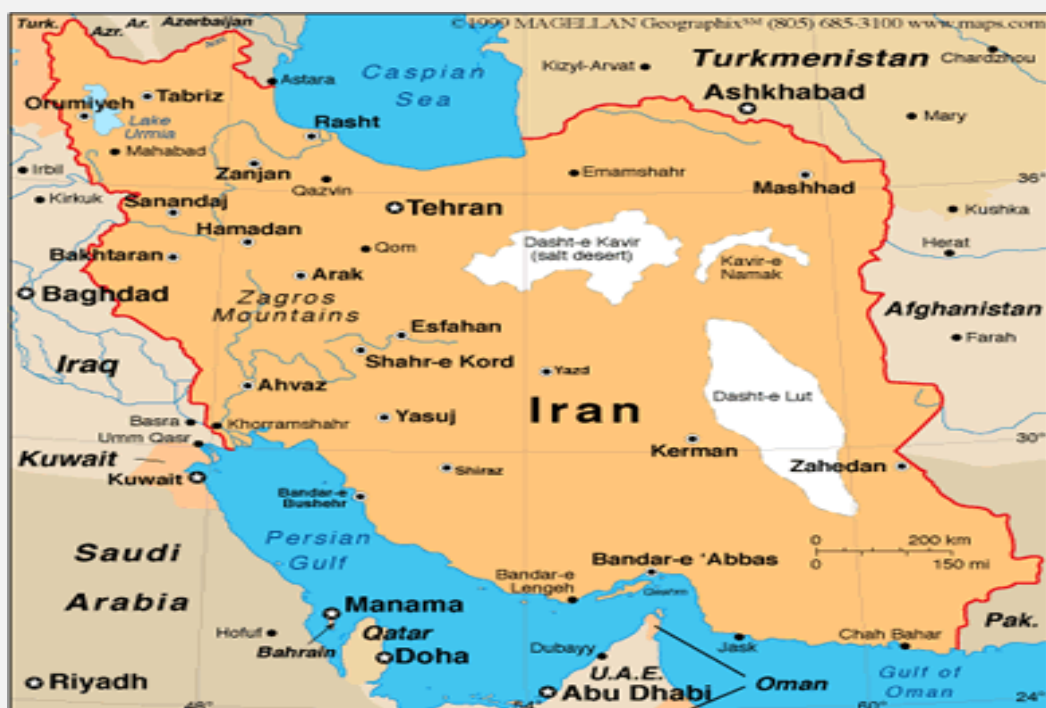 ©1999 MAGELLAN Geographix℠ (805) 685-3100 www.maps.com
Turk.
Azr.
Ar.
Azerbaijan
Astara
Caspian
Sea
Kizyl-Arvat
Turkmenistan
Chardzhou
Ashkhabad
Mary
Orumiyeh
Tabriz
Lake
Urmia
Rasht
Mahabad
Irbil
Zanjan
Qazvin
Emamshahr
Mashhad
36°
Kirkuk
Sanandaj
Tehran
Kushka
Hamadan
Bakhtaran
Qom
Dasht-e Kavir
(salt desert)
Kavir-e
Namak
Herat
Arak
Baghdad
Zagros
Mountains
Afghanistan
Esfahan
Farah
Iraq
Shahr-e Kord
Yazd
Ahvaz
Dasht-e Lut
Iran
Yasuj
Basra
Khorramshahr
Umm Qasr
Kerman
30°
Kuwait
Shiraz
Zahedan
Kuwait
Bandar-e
Bushehr
Persian
Gulf
0
200 km
0
150 mi
Saudi
Arabia
Bandar-e 'Abbas
Bandar-e
Lengeh
Qeshm
Manama
Hofuf
Bahrain
Qatar
Doha
Dubayy
U.A.E.
Jask
Chah Bahar
Pak.
Riyadh
Abu Dhabi
Oman
Gulf of
Oman
48°
54°
60°
24°